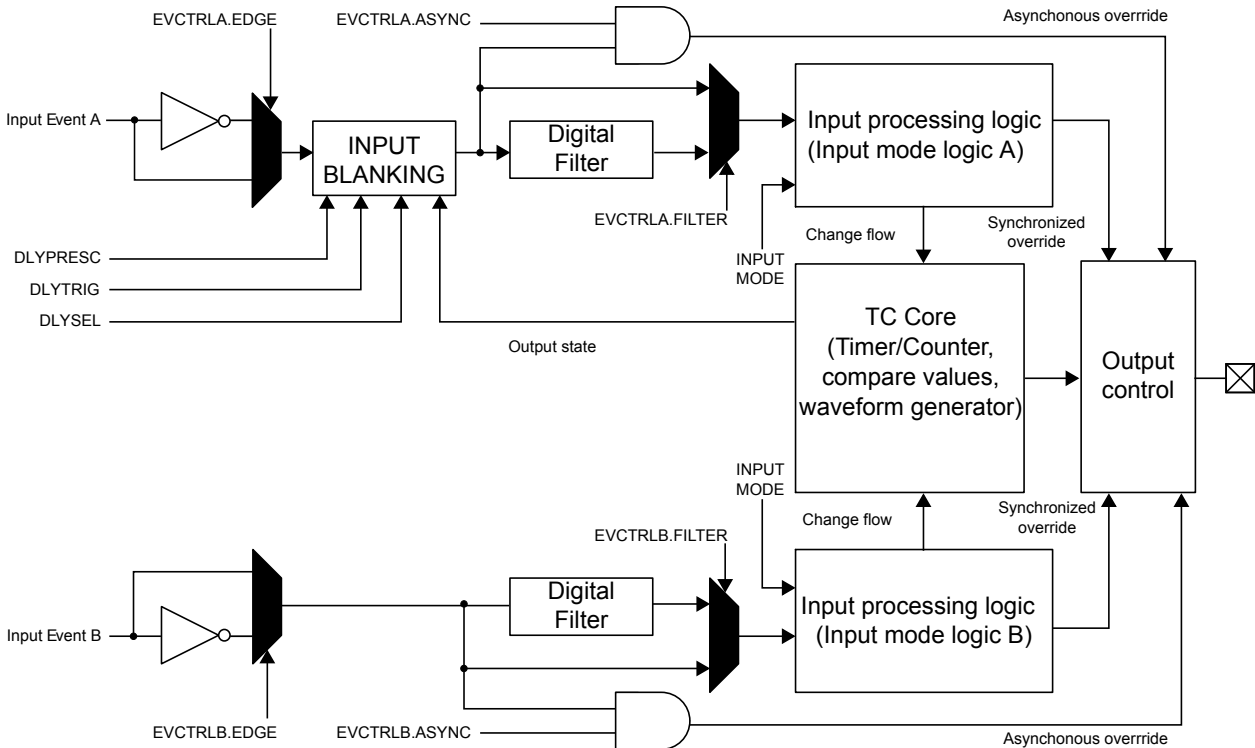 EVCTRLA.EDGE
EVCTRLA.ASYNC
Asynchonous overrride
Input Event A
INPUT
BLANKING
Digital
Filter
Input processing logic
(Input mode logic A)
EVCTRLA.FILTER
Change flow
Synchronized
override
INPUT
MODE
DLYPRESC
DLYTRIG
DLYSEL
Output state
TC Core
(Timer/Counter,
compare values,
waveform generator)
Output
control
INPUT
MODE
Change flow
Synchronized
override
EVCTRLB.FILTER
Digital
Filter
Input processing logic
(Input mode logic B)
Input Event B
EVCTRLB.EDGE
EVCTRLB.ASYNC
Asynchonous overrride